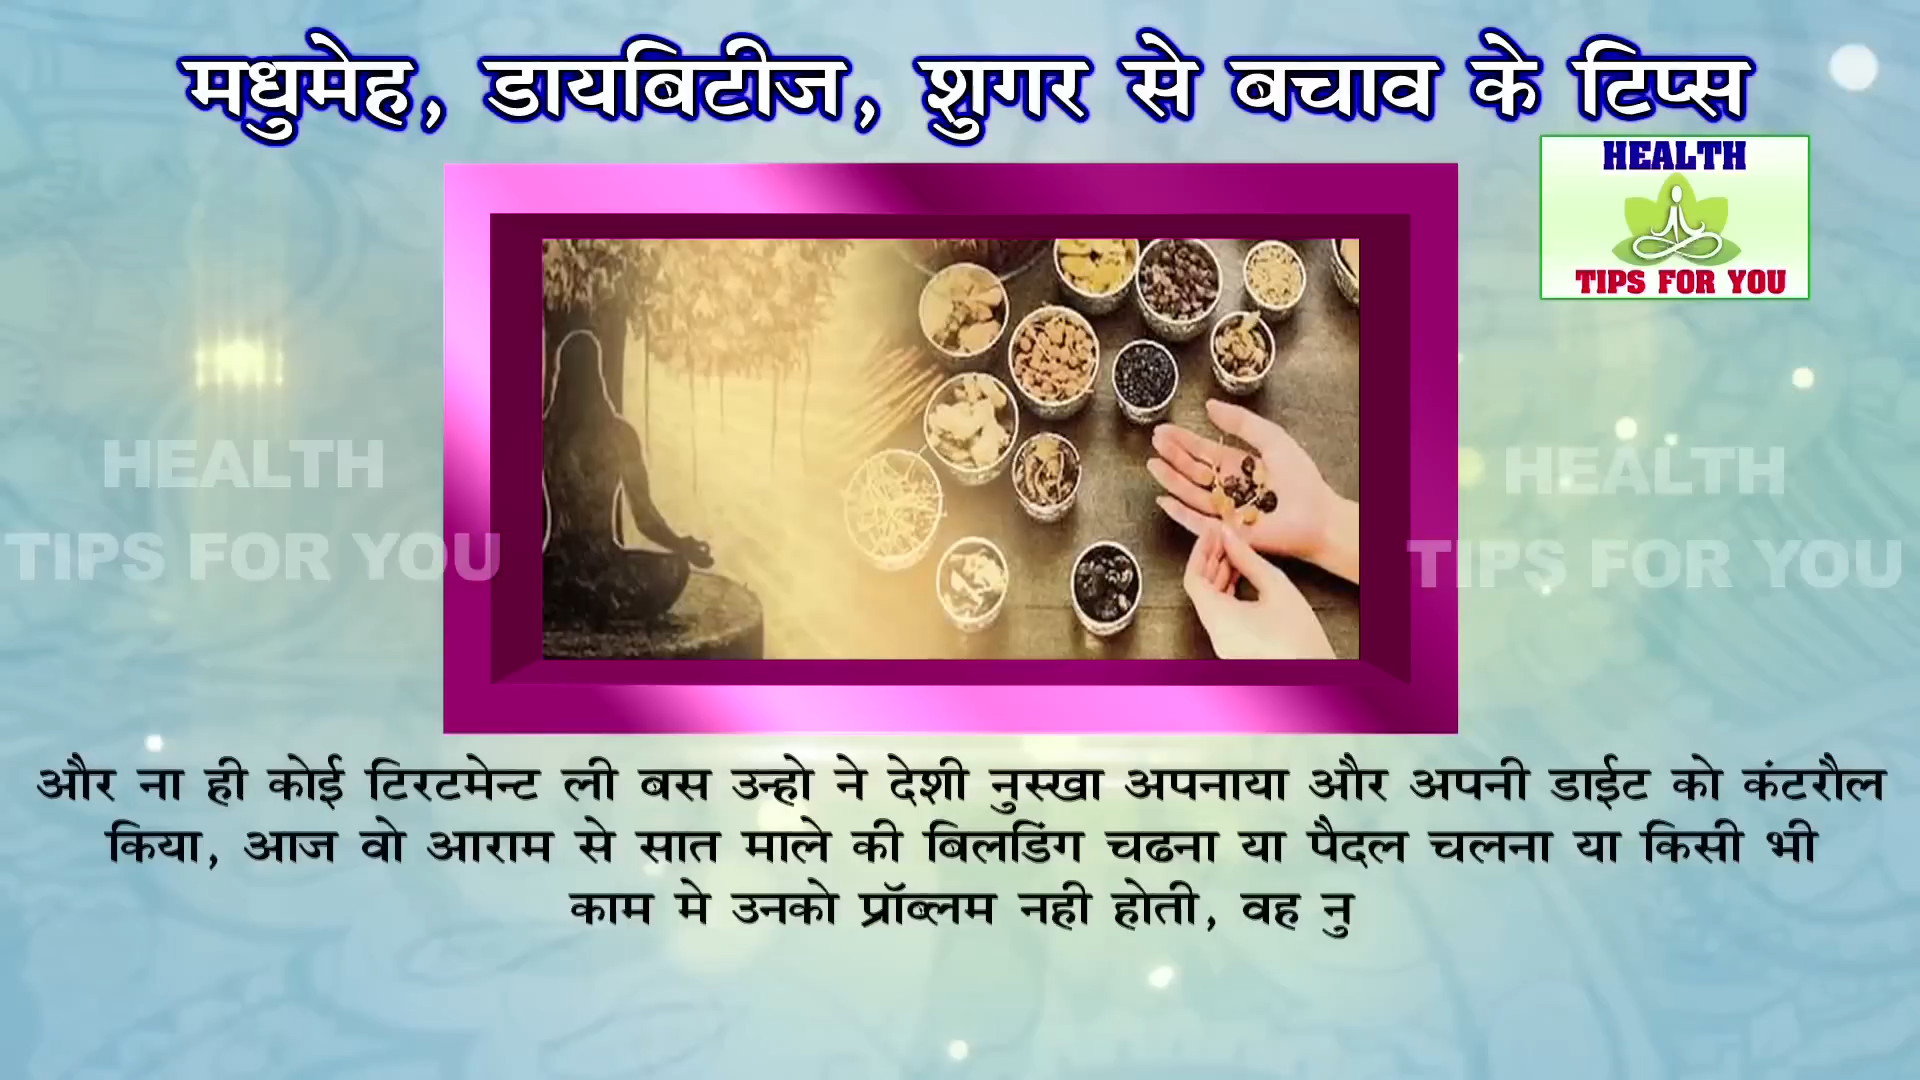 मधुमेह, डायबिटीज, शुगर से बचाव के टिप्स
HEALTH
TIPS FOR YOU
HEALTH
TIPS FOR YOU
HEALTH
TIPS FOR YOU
और ना ही कोई टिरटमेन्ट ली बस उन्हो ने देशी नुस्खा अपनाया और अपनी डाईट को कंटरौल
किया, आज वो आराम से सात माले की बिलडिंग चढना या पैदल चलना या किसी भी
काम मे उनको प्रॉब्लम नही होती, वह नु